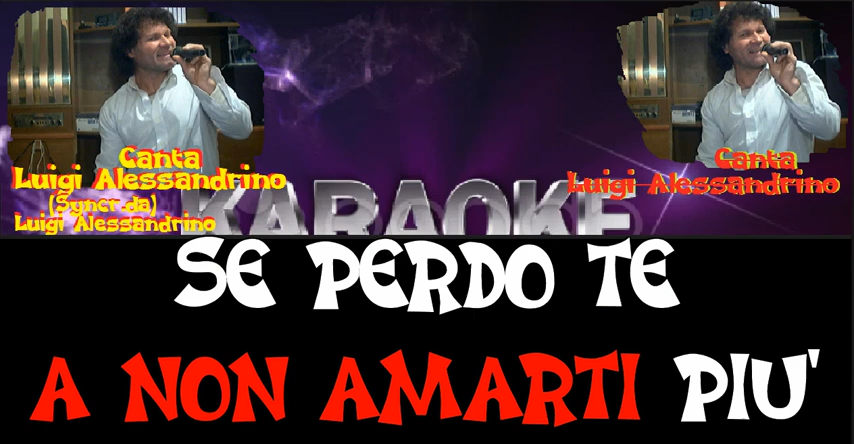 Canta
Luigi Alessandrino
(Syncr da)
Luigi Alessandrino
Canta
Luigi Alessandrino
KARAOKE
SE PERDO TE
A NON AMARTI PIU'